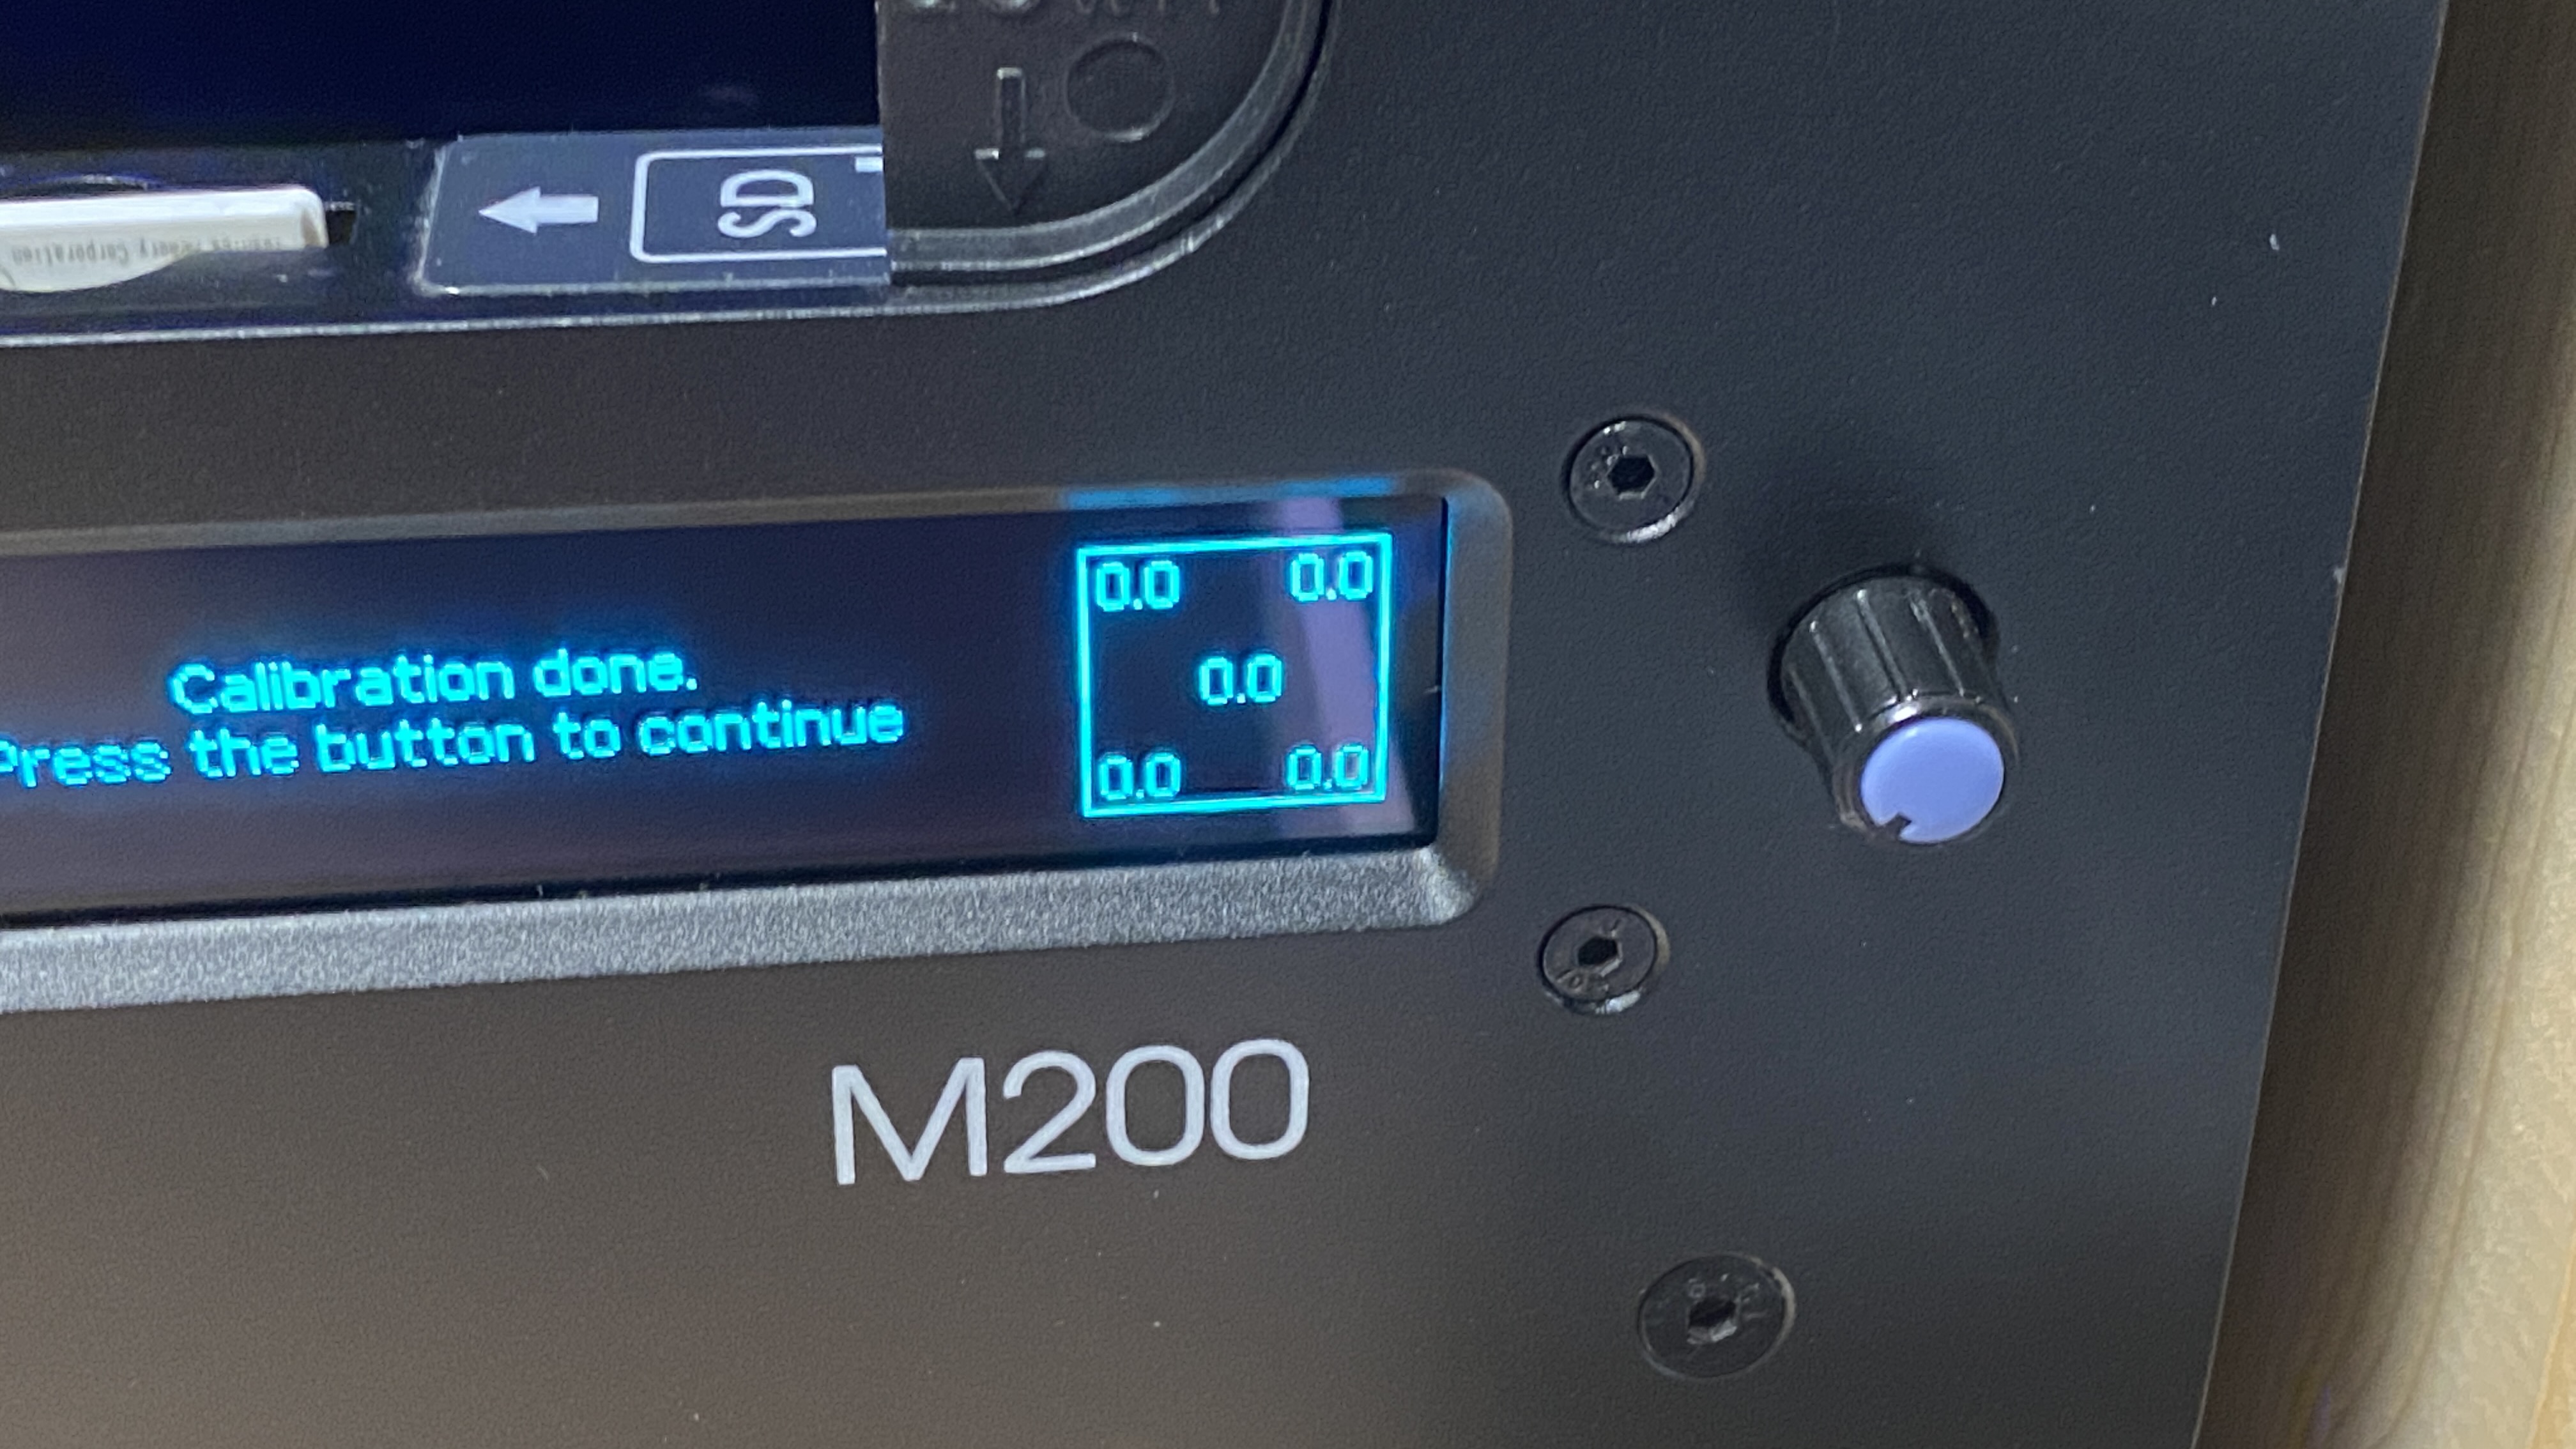 SD
Corporation
Calibration done.
Press the button to continue
0.0 0.0
0.0
0.0 0.0
M200